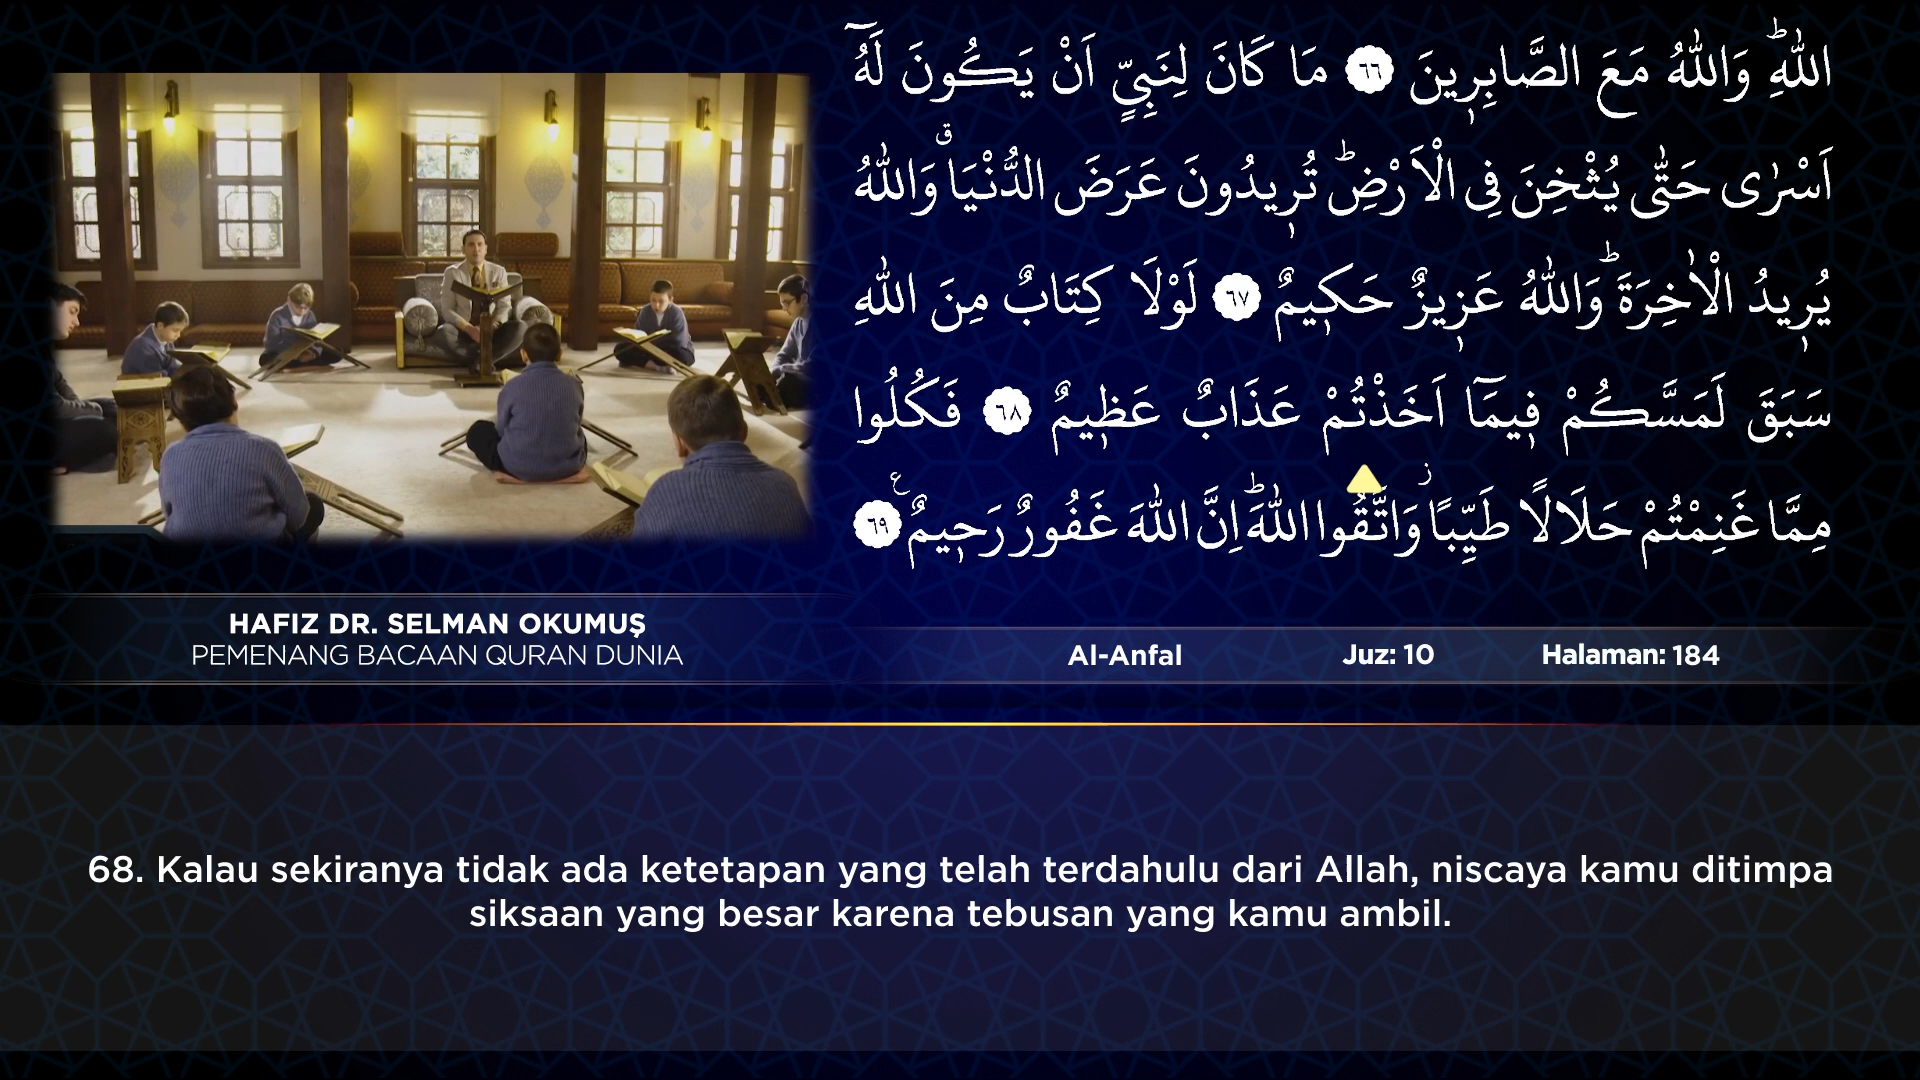 اللّٰهِۜ وَاللّٰهُ مَعَ الصَّابِر۪ينَ ﴿٦٦﴾ مَا كَانَ لِنَبِيٍّ اَنْ يَكُونَ لَهُٓ
اَسْرٰى حَتّٰى يُثْخِنَ فِى الْاَرْضِۜ تُر۪يدُونَ عَرَضَ الدُّنْيَاۗ وَاللّٰهُ
يُر۪يدُ الْاٰخِرَةَۜ وَاللّٰهُ عَز۪يزٌ حَك۪يمٌ ﴿٦٧﴾ لَوْلَا كِتَابٌ مِنَ اللّٰهِ
سَبَقَ لَمَسَّكُمْ ف۪يمَٓا اَخَذْتُمْ عَذَابٌ عَظ۪يمٌ ﴿٦٨﴾ فَكُلُوا
مِمَّا غَنِمْتُمْ حَلَالًا طَيِّبًاۘ وَاتَّقُوا اللّٰهَۜ اِنَّ اللّٰهَ غَفُورٌ رَح۪يمٌ ﴿٦٩﴾ ع
HAFIZ DR. SELMAN OKUMUŞ
PEMENANG BACAAN QURAN DUNIA
Al-Anfal Juz: 10 Halaman: 184
68. Kalau sekiranya tidak ada ketetapan yang telah terdahulu dari Allah, niscaya kamu ditimpa
siksaan yang besar karena tebusan yang kamu ambil.